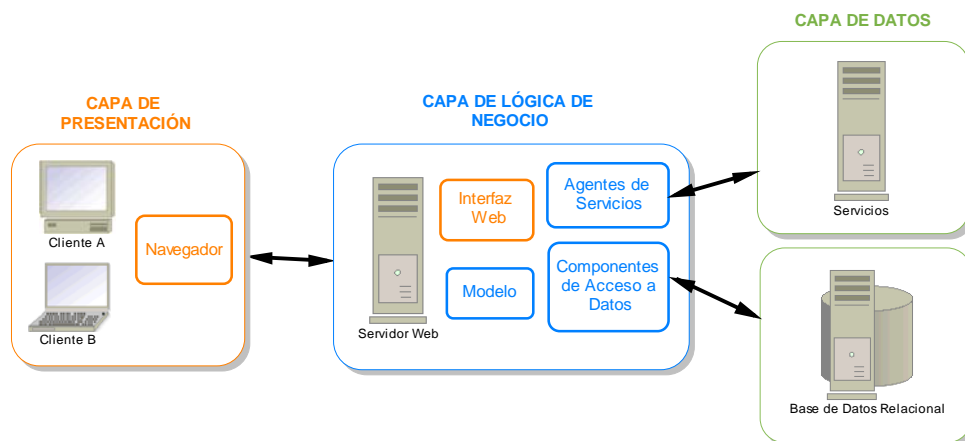 CAPA DE
PRESENTACIÓN
Cliente A
Navegador
Cliente B
CAPA DE LÓGICA DE
NEGOCIO
Interfaz
Web
Agentes de
Servicios
Modelo
Componentes
de Acceso a
Datos
Servidor Web
CAPA DE DATOS
Servicios
Base de Datos Relacional